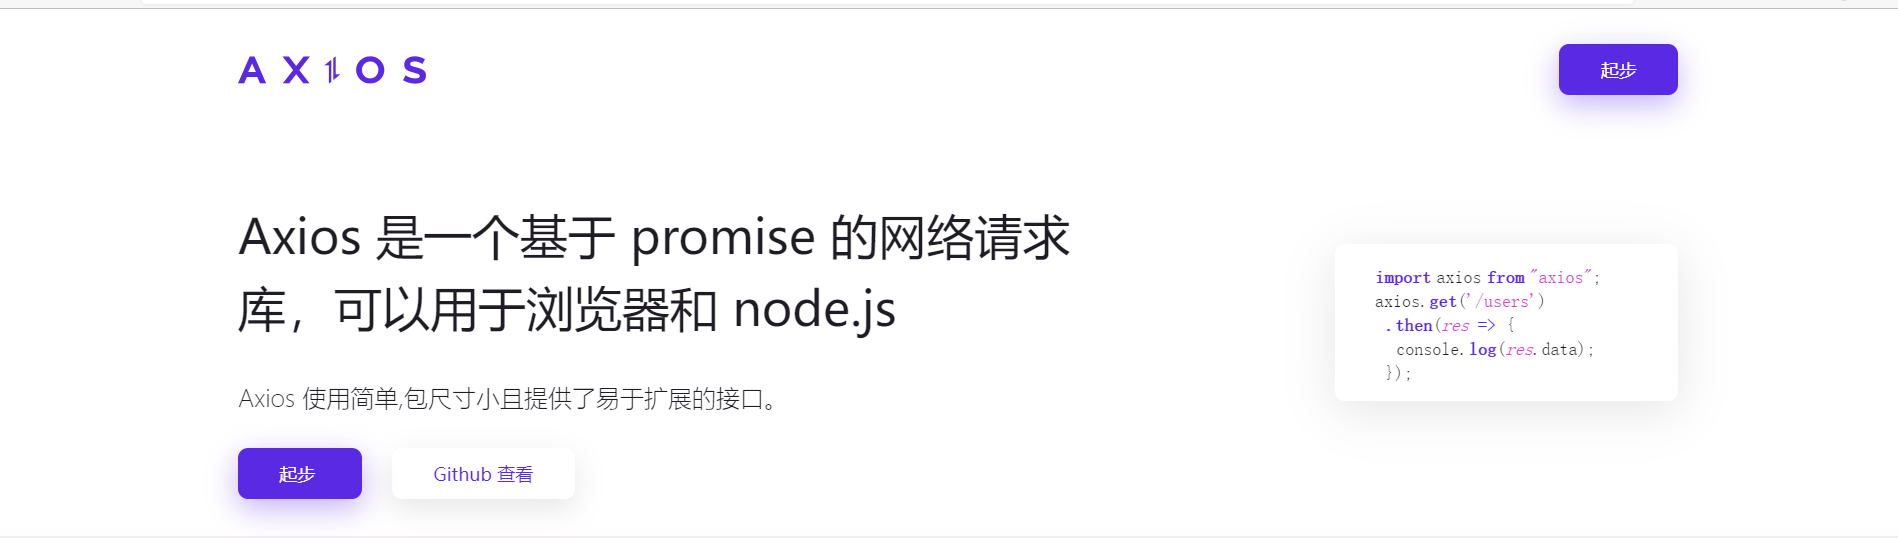 AXIOS
起步
Axios 是一个基于 promise 的网络请求
库，可以用于浏览器和 node.js
Axios 使用简单,包尺寸小且提供了易于扩展的接口。
起步
Github 查看
import axios from "axios";
axios.get('/users')
.then(res => {
console.log(res.data);
});